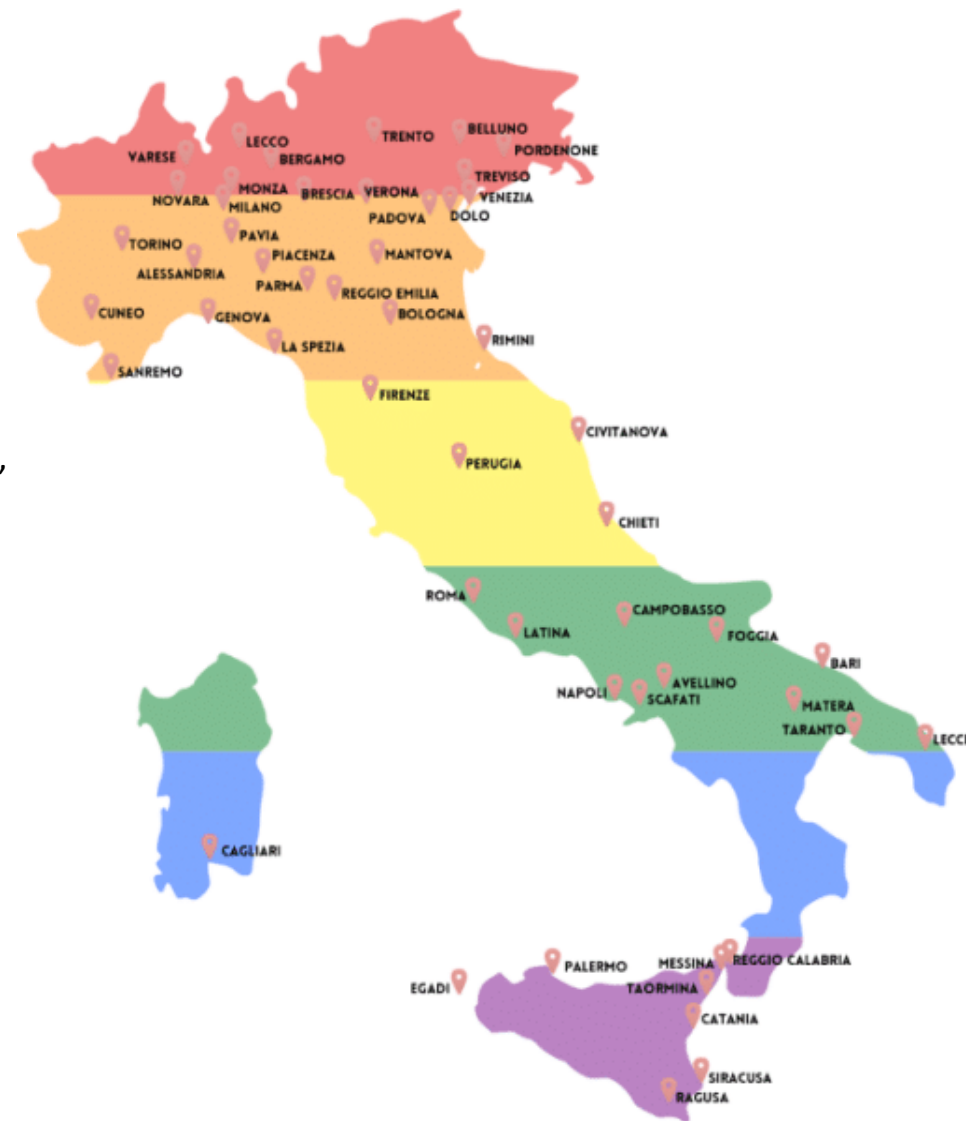 BELLUNO
TRENTO
LECCO
PORDENONE
VARESE
BERGAMO
TREVISO
MONZA
BRESCIA
VERONA
VENEZIA
NOVARA
MILANO
PADOVA
DOLO
PAVIA
TORINO
PIACENZA
MANTOVA
ALESSANDRIA
PARMA
REGGIO EMILIA
CUNEO
GENOVA
BOLOGNA
RIMINI
LA SPEZIA
SANREMO
FIRENZE
CIVITANOVA
PERUGIA
,
CHIETI
ROMA
CAMPOBASSO
LATINA
FOGGIA
BARI
AVELLINO
NAPOLI
SCAFATI
MATERA
TARANTO
LECC
CAGLIARI
MESSINA
REGGIO CALABRIA
PALERMO
EGADI
TAORMINA
CATANIA
SIRACUSA
RAGUSA